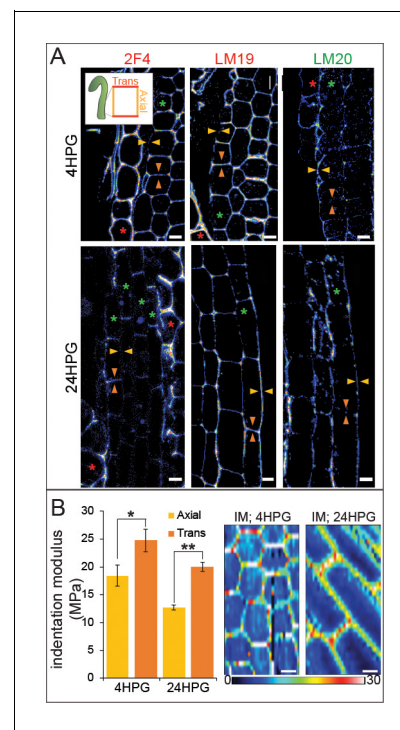 A
2F4 LM19 LM20
Trans
Axial
4HPG
24HPG
B
indentation modulus
(MPa)
30
25
20
15
10
5
0
Axial
Trans
*
**
4HPG 24HPG
IM; 4HPG IM; 24HPG
0 30